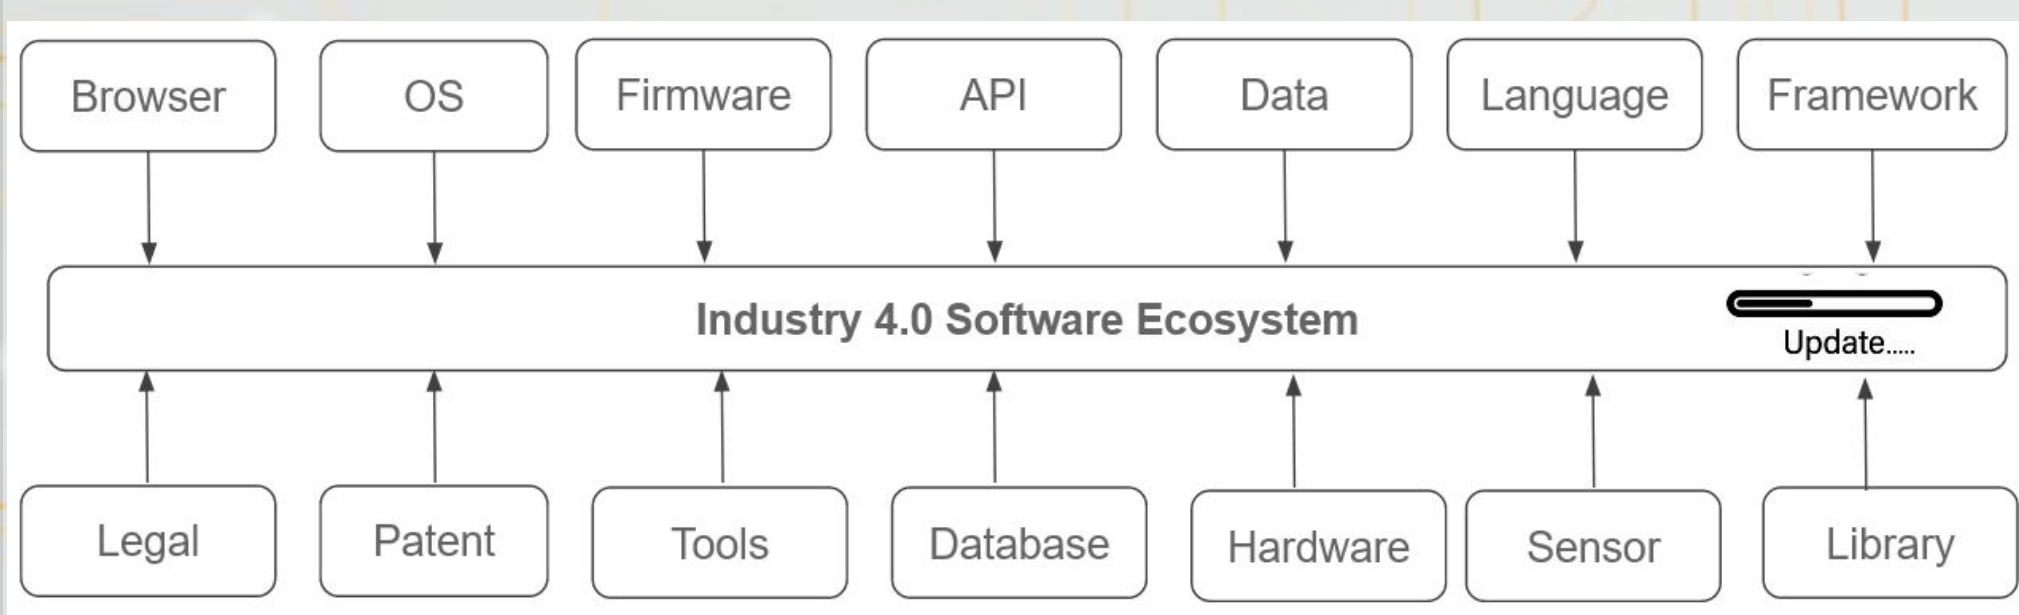 Browser
OS
Firmware
API
Data
Language
Framework
Industry 4.0 Software Ecosystem
Update.....
Legal
Patent
Tools
Database
Hardware
Sensor
Library